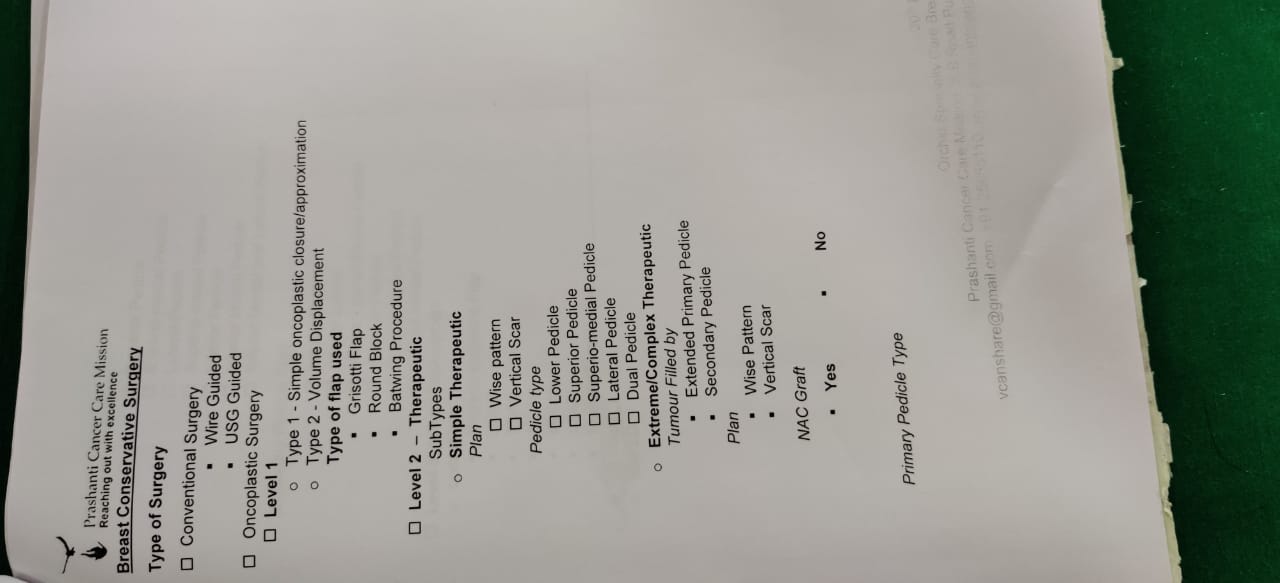 Prashanti Cancer Care Mission
Reaching out with excellence
Breast Conservative Surgery
Type of Surgery
☐ Conventional Surgery
▪ Wire Guided
▪ USG Guided
☐ Oncoplastic Surgery
☐ Level 1
○ Type 1 - Simple oncoplastic closure/approximation
○ Type 2 - Volume Displacement
Type of flap used
▪ Grisotti Flap
▪ Round Block
▪ Batwing Procedure
☐ Level 2 – Therapeutic
SubTypes
○ Simple Therapeutic
Plan
☐ Wise pattern
☐ Vertical Scar
Pedicle type
☐ Lower Pedicle
☐ Superior Pedicle
☐ Superio-medial Pedicle
☐ Lateral Pedicle
☐ Dual Pedicle
○ Extreme/Complex Therapeutic
Tumour Filled by
▪ Extended Primary Pedicle
▪ Secondary Pedicle
Plan
▪ Wise Pattern
▪ Vertical Scar
NAC Graft
▪ Yes ▪ No
Primary Pedicle Type
Prashanti Cancer Care
vcanshare@gmail.com